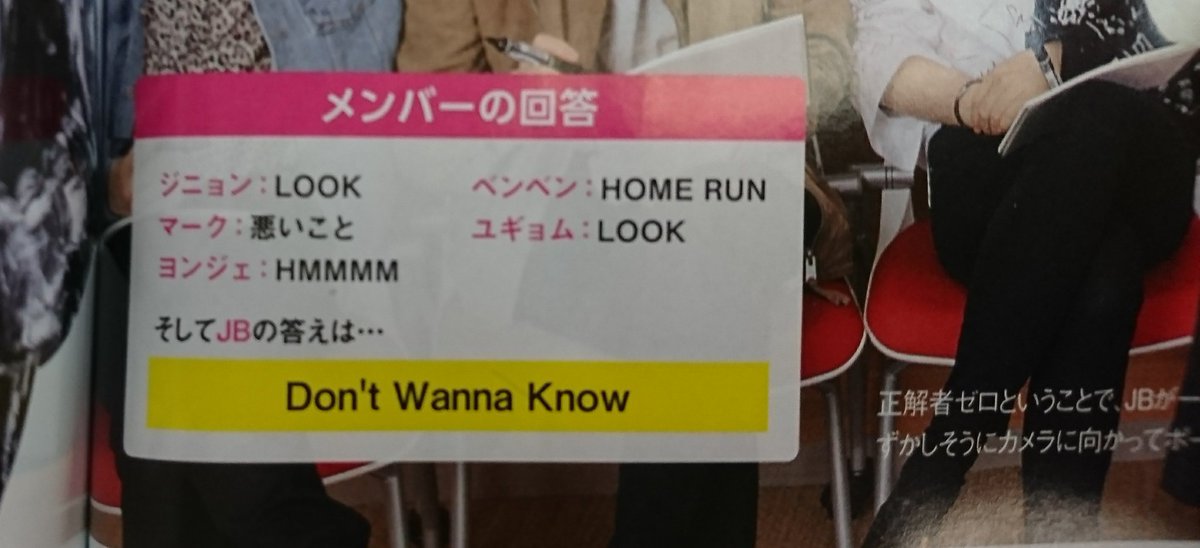 メンバーの回答
ジニョン：LOOK
マーク：悪いこと
ヨンジェ：HMMMM
ベンベン：HOME RUN
ユギョム：LOOK
そしてJBの答えは…
Don't Wanna Know
正解者ゼロということで、JBが一
ずかしそうにカメラに向かってポー